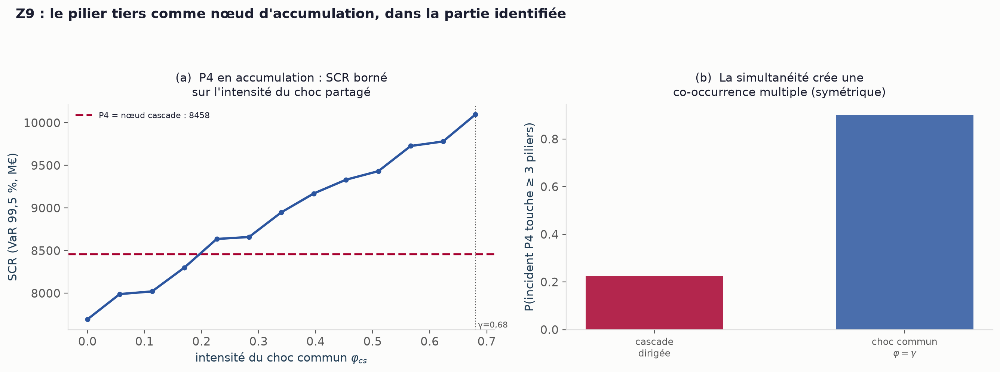 Z9 : le pilier tiers comme nœud d'accumulation, dans la partie identifiée
(a)  P4 en accumulation : SCR borné
sur l'intensité du choc partagé
P4 = nœud cascade : 8458
SCR (VaR 99,5 %, M€)
10000
9500
9000
8500
8000
γ=0,68
0.0 0.1 0.2 0.3 0.4 0.5 0.6 0.7
intensité du choc commun φcs
(b)  La simultanéité crée une
co-occurrence multiple (symétrique)
P(incident P4 touche ≥ 3 piliers)
0.8
0.6
0.4
0.2
0.0
cascade
dirigée
choc commun
φ = γ